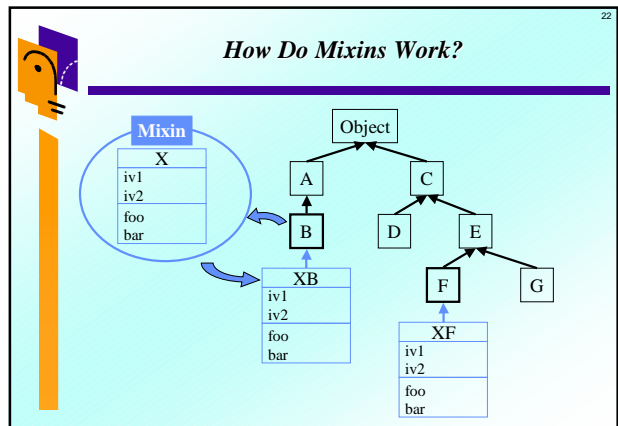 22
How Do Mixins Work?
Mixin
X
iv1
iv2
foo
bar
Object
A
C
B
D
E
XB
iv1
iv2
foo
bar
F
G
XF
iv1
iv2
foo
bar